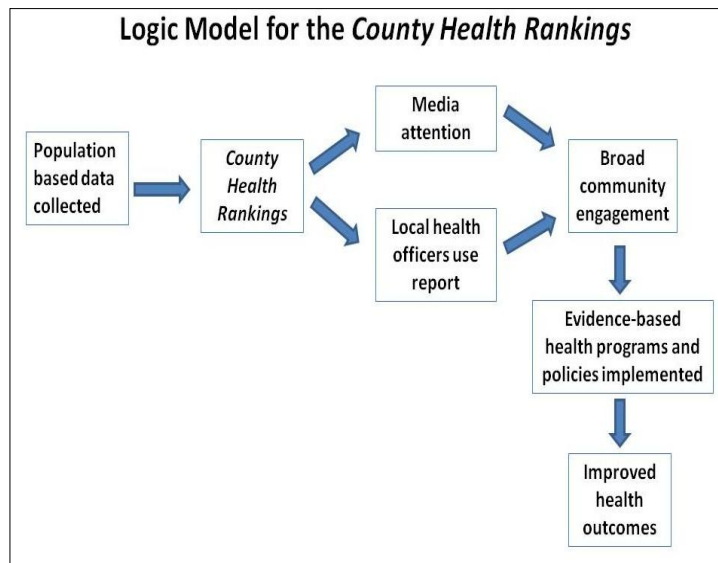 Logic Model for the County Health Rankings
Population
based data
collected
County
Health
Rankings
Media
attention
Local health
officers use
report
Broad
community
engagement
Evidence-based
health programs and
policies implemented
Improved
health
outcomes